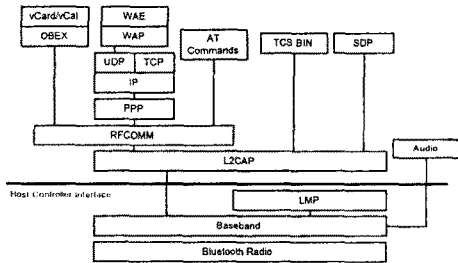 vCard/vCal
OBEX
WAE
WAP
UDP TCP
IP
PPP
AT
Commands
TCS BIN
SDP
RFCOMM
L2CAP
Audio
Host Controller Interface
LMP
Baseband
Bluetooth Radio